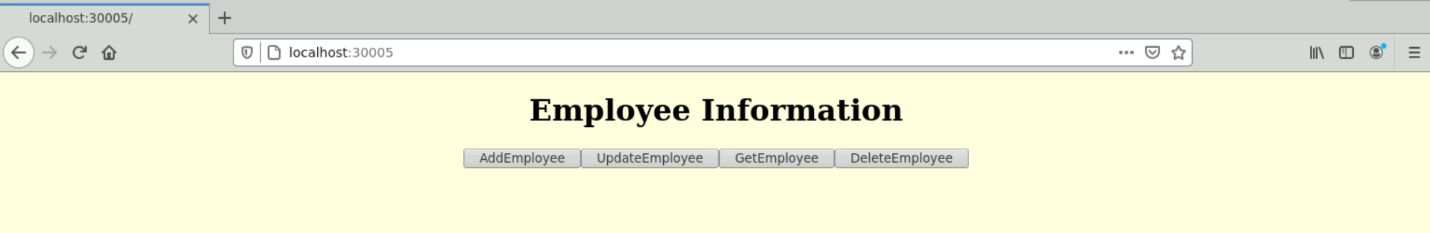 localhost:30005/
localhost:30005
Employee Information
AddEmployee UpdateEmployee GetEmployee DeleteEmployee